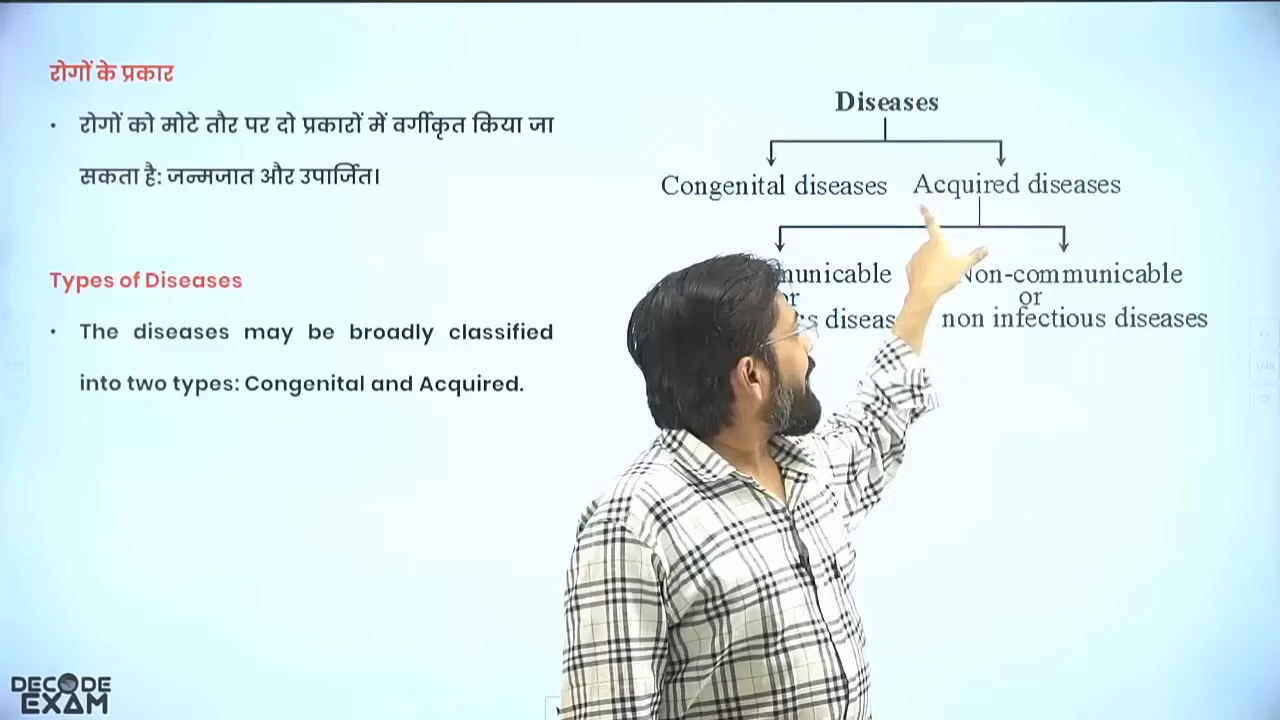 रोगों के प्रकार
• रोगों को मोटे तौर पर दो प्रकारों में वर्गीकृत किया जा
सकता है: जन्मजात और उपार्जित।
Types of Diseases
• The diseases may be broadly classified
into two types: Congenital and Acquired.
Diseases
Congenital diseases Acquired diseases
Non-communicable
or
non infectious diseases
DECODE
EXAM